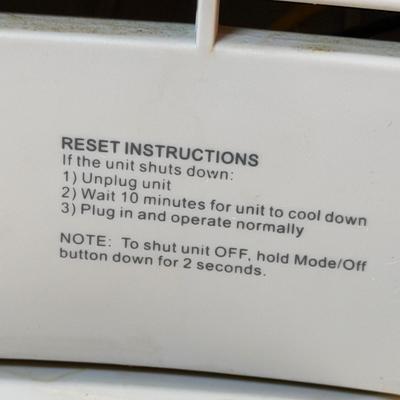 RESET INSTRUCTIONS
If the unit shuts down:
1) Unplug unit
2) Wait 10 minutes for unit to cool down
3) Plug in and operate normally
NOTE: To shut unit OFF, hold Mode/Off
button down for 2 seconds.